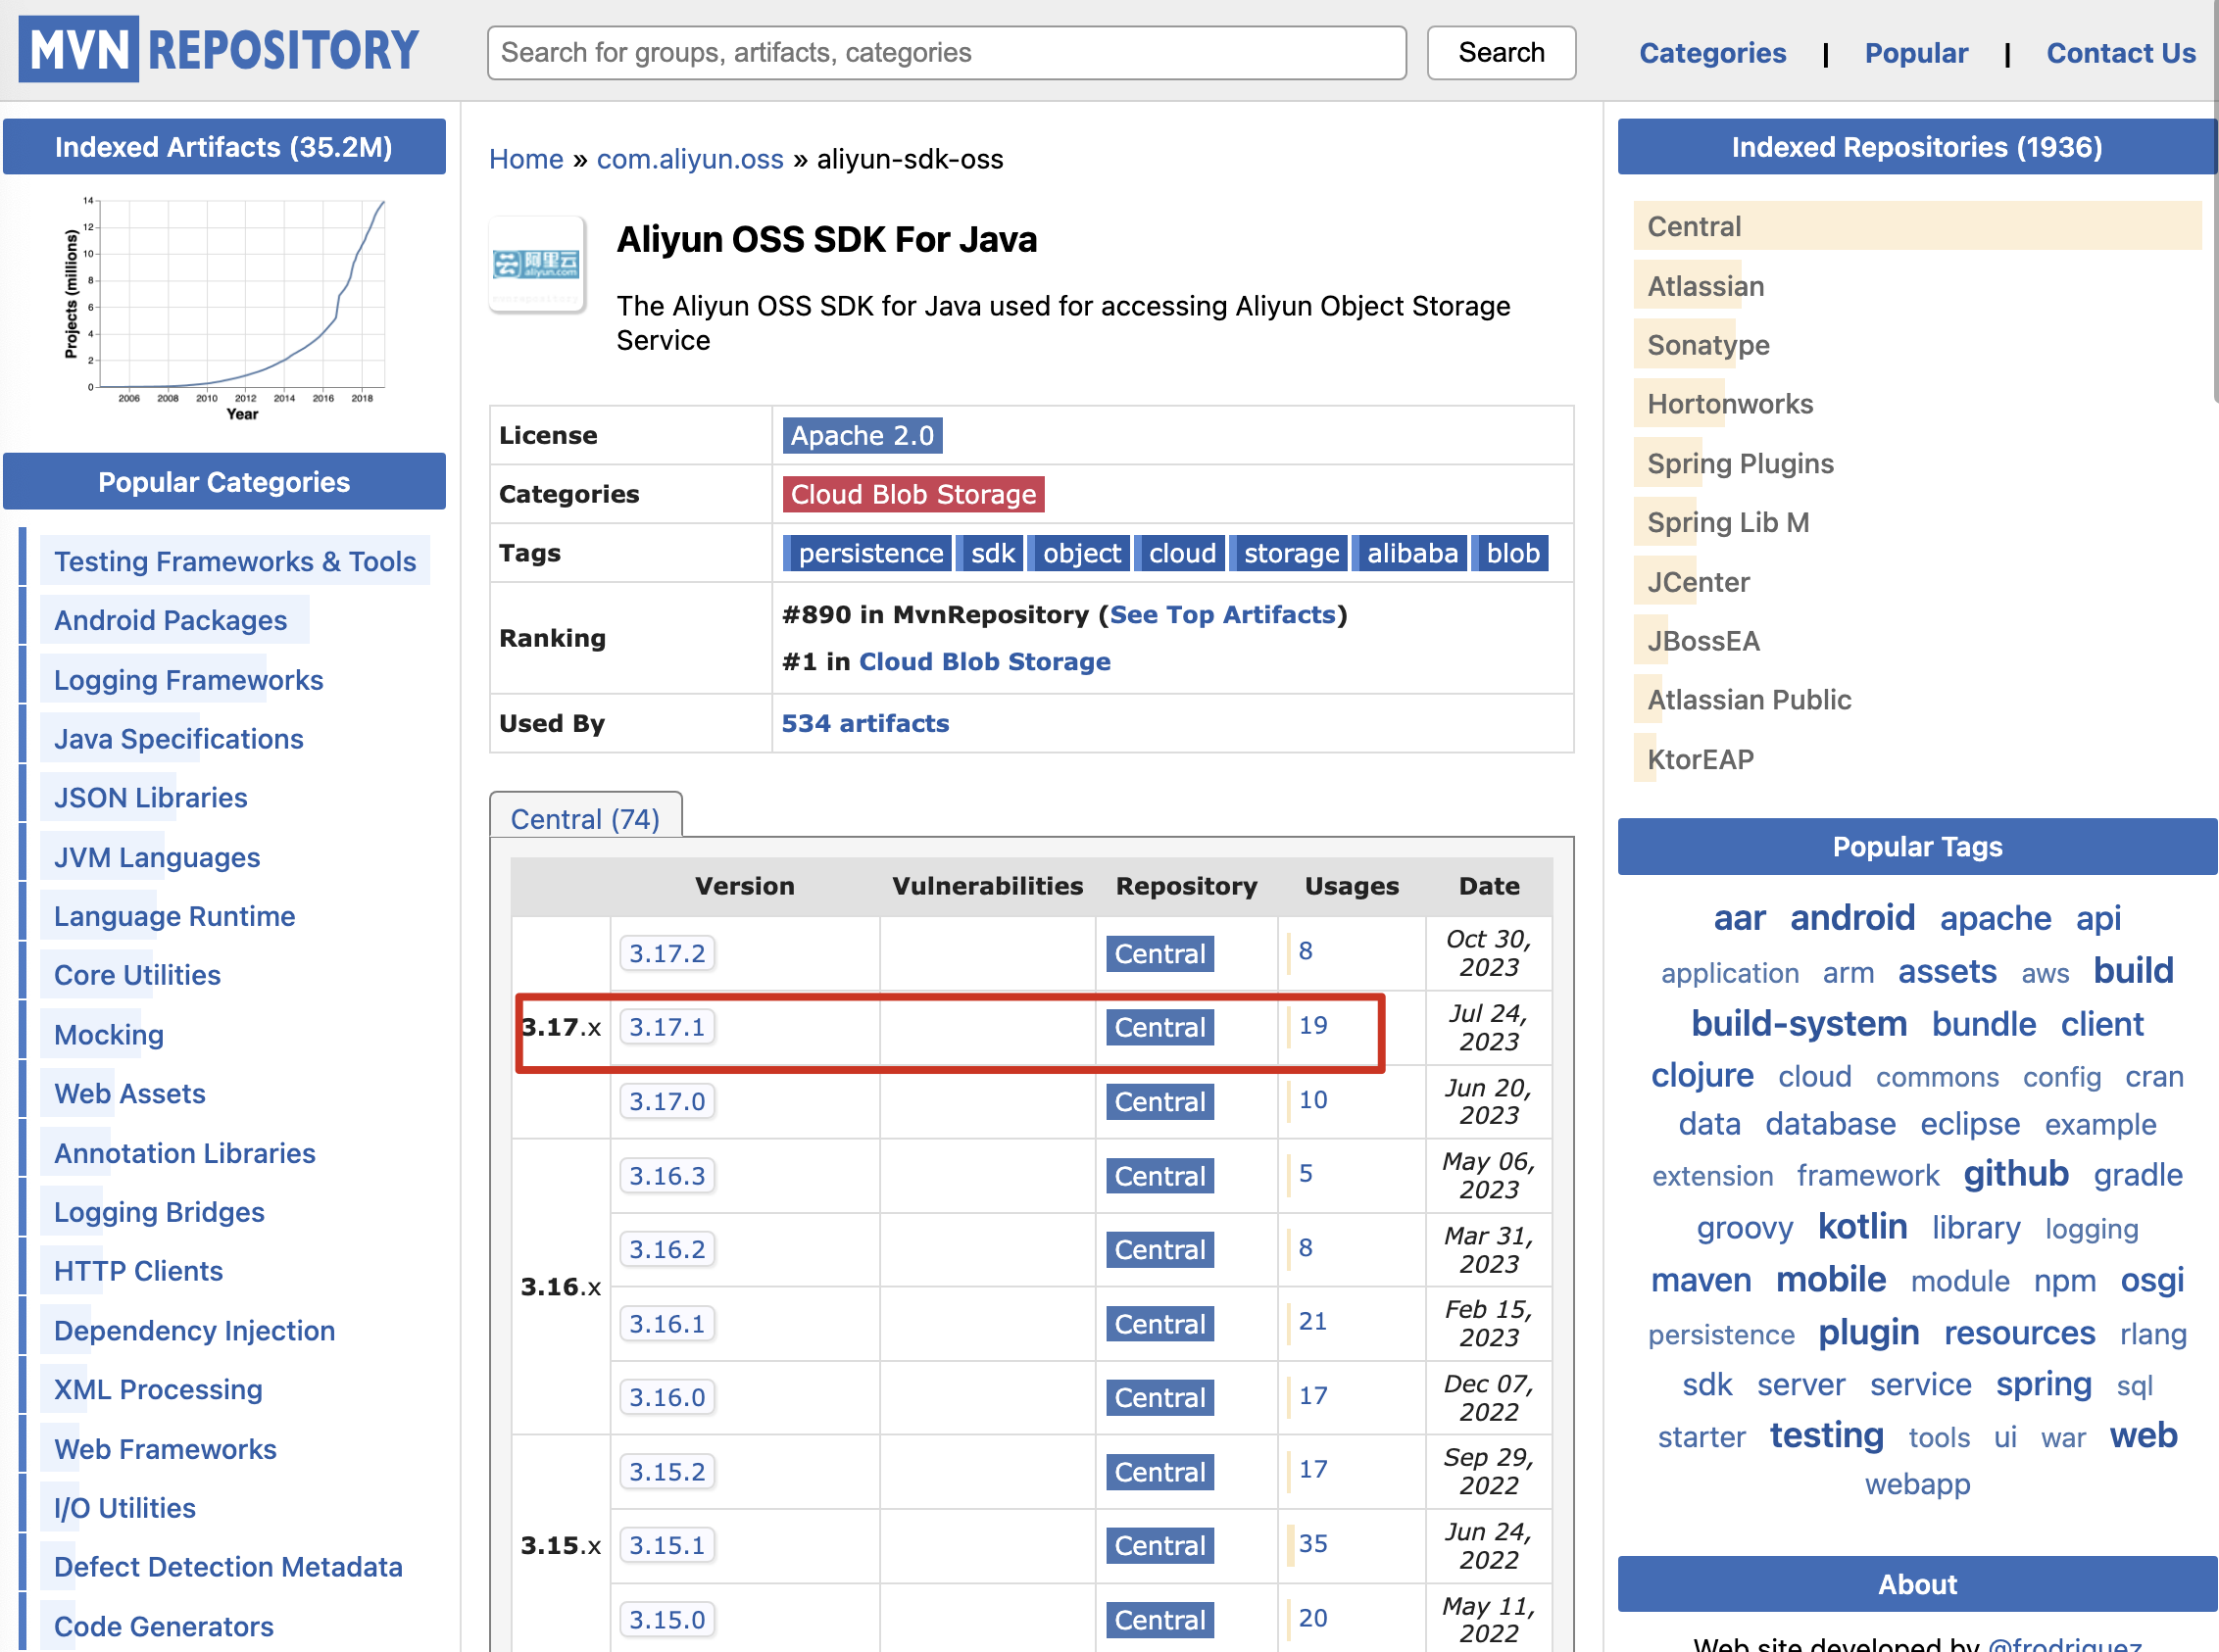 MVN REPOSITORY
Search for groups, artifacts, categories
Search
Categories | Popular | Contact Us
Indexed Artifacts (35.2M)
Projects (millions)
14
12
10
8
6
4
2
0
2006 2008 2010 2012 2014 2016 2018
Year
Popular Categories
Testing Frameworks & Tools
Android Packages
Logging Frameworks
Java Specifications
JSON Libraries
JVM Languages
Language Runtime
Core Utilities
Mocking
Web Assets
Annotation Libraries
Logging Bridges
HTTP Clients
Dependency Injection
XML Processing
Web Frameworks
I/O Utilities
Defect Detection Metadata
Code Generators
Home » com.aliyun.oss » aliyun-sdk-oss
阿里云
aliyun.com
Aliyun OSS SDK For Java
The Aliyun OSS SDK for Java used for accessing Aliyun Object Storage
Service
License Apache 2.0
Categories Cloud Blob Storage
Tags persistence sdk object cloud storage alibaba blob
Ranking
#890 in MvnRepository (See Top Artifacts)
#1 in Cloud Blob Storage
Used By 534 artifacts
Central (74)
Version Vulnerabilities Repository Usages Date
3.17.2 Central 8 Oct 30, 2023
3.17.x
3.17.1 Central 19 Jul 24, 2023
3.17.0 Central 10 Jun 20, 2023
3.16.x
3.16.3 Central 5 May 06, 2023
3.16.2 Central 8 Mar 31, 2023
3.16.1 Central 21 Feb 15, 2023
3.16.0 Central 17 Dec 07, 2022
3.15.x
3.15.2 Central 17 Sep 29, 2022
3.15.1 Central 35 Jun 24, 2022
3.15.0 Central 20 May 11, 2022
Indexed Repositories (1936)
Central
Atlassian
Sonatype
Hortonworks
Spring Plugins
Spring Lib M
JCenter
JBossEA
Atlassian Public
KtorEAP
Popular Tags
aar android apache api
application arm assets aws build
build-system bundle client
clojure cloud commons config cran
data database eclipse example
extension framework github gradle
groovy kotlin library logging
maven mobile module npm osgi
persistence plugin resources rlang
sdk server service spring sql
starter testing tools ui war web
webapp
About
Web site developed by @frodriguez